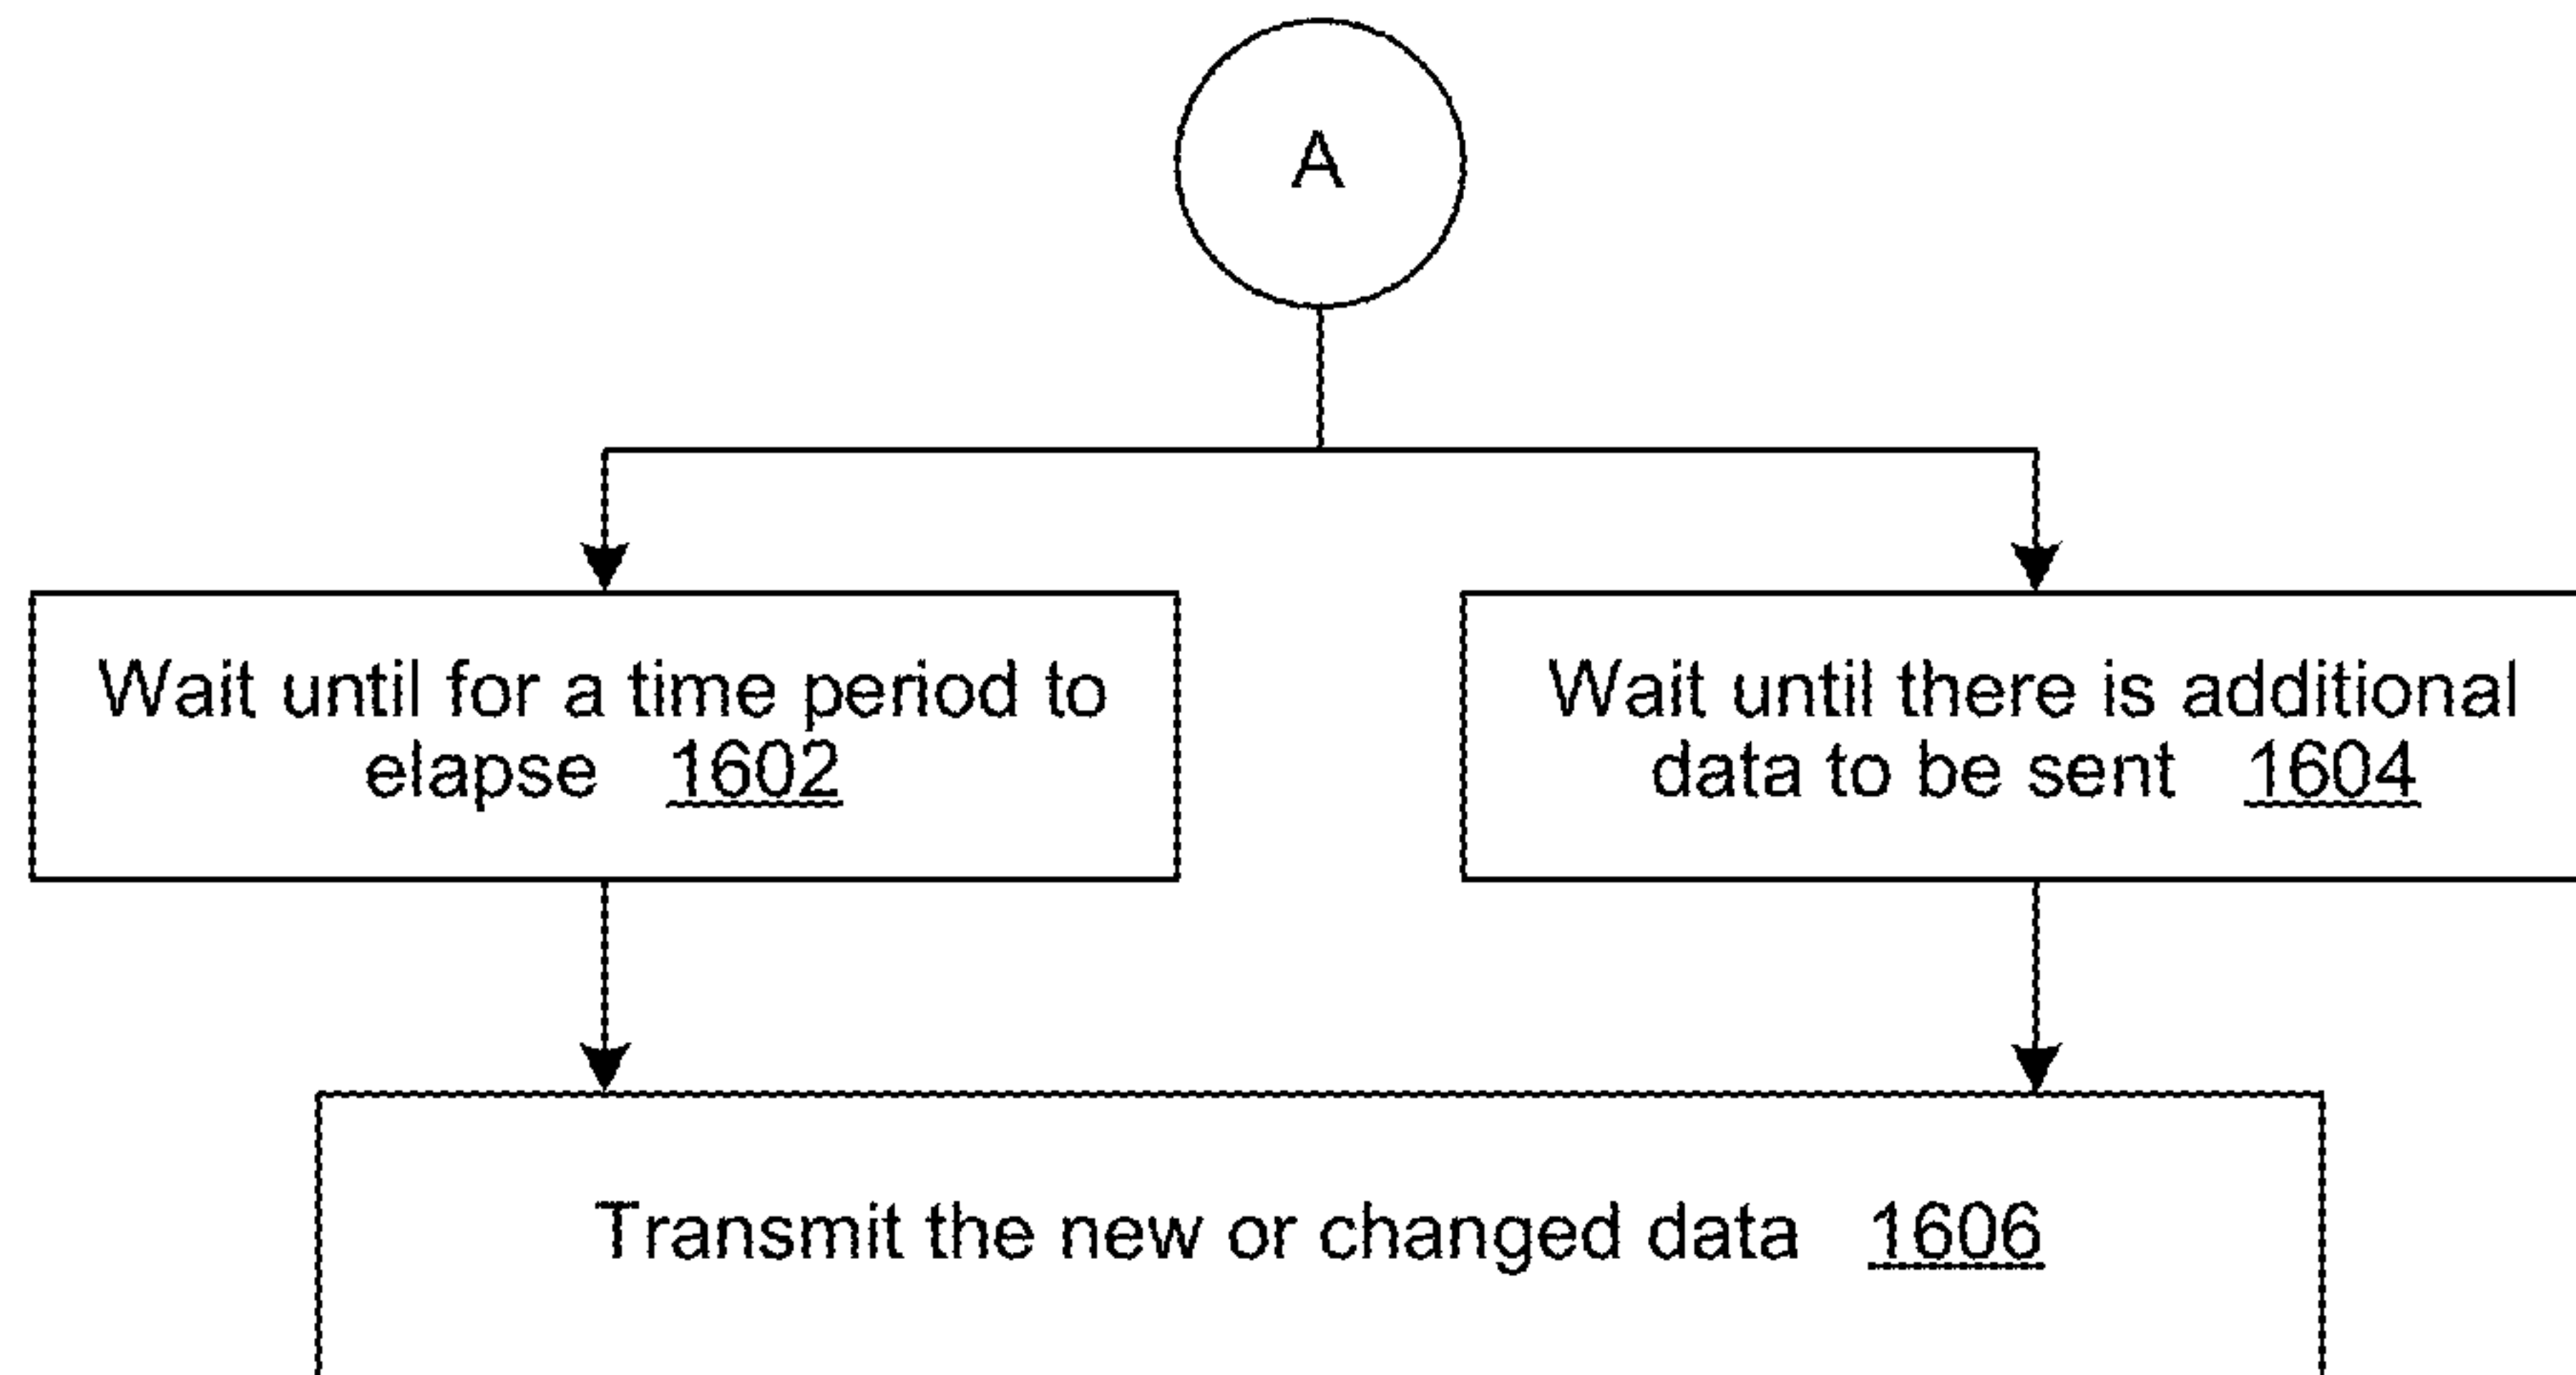 A
Wait until for a time period to
elapse 1602
Wait until there is additional
data to be sent 1604
Transmit the new or changed data 1606